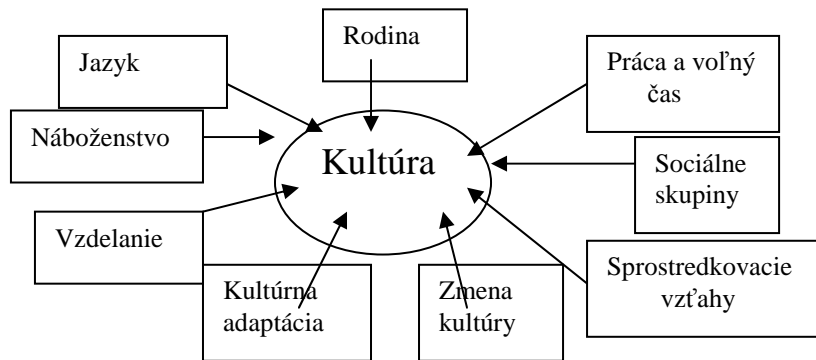 Rodina
Jazyk
Práca a voľný
čas
Náboženstvo
Kultúra
Sociálne
skupiny
Vzdelanie
Sprostredkovacie
vzťahy
Kultúrna
adaptácia
Zmena
kultúry